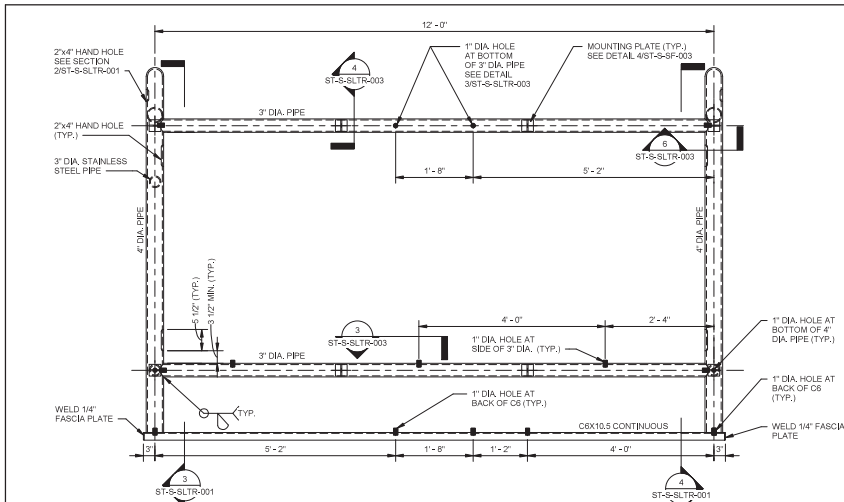 12' - 0"
2"x4" HAND HOLE
SEE SECTION
2/ST-S-SLTR-001
4
ST-S-SLTR-003
1" DIA. HOLE
AT BOTTOM
OF 3" DIA. PIPE
SEE DETAIL
3/ST-S-SLTR-003
MOUNTING PLATE (TYP.)
SEE DETAIL 4/ST-S-SF-003
3" DIA. PIPE
2"x4" HAND HOLE
(TYP.)
6
ST-S-SLTR-003
3" DIA. STAINLESS
STEEL PIPE
1' - 8"
5' - 2"
4" DIA. PIPE
4" DIA. PIPE
5 1/2" (TYP.)
3 1/2" MIN. (TYP.)
3
ST-S-SLTR-003
4' - 0"
2' - 4"
1" DIA. HOLE AT
SIDE OF 3" DIA. (TYP.)
1" DIA. HOLE AT
BOTTOM OF 4"
DIA. PIPE (TYP.)
3" DIA. PIPE
1" DIA. HOLE AT
BACK OF C6
(TYP.)
TYP.
1" DIA. HOLE AT
BACK OF C6 (TYP.)
WELD 1/4"
FASCIA PLATE
C6X10.5 CONTINUOUS
WELD 1/4" FASCIA
PLATE
3"
5' - 2"
1' - 8"
1' - 2"
4' - 0"
3"
3
ST-S-SLTR-001
4
ST-S-SLTR-001